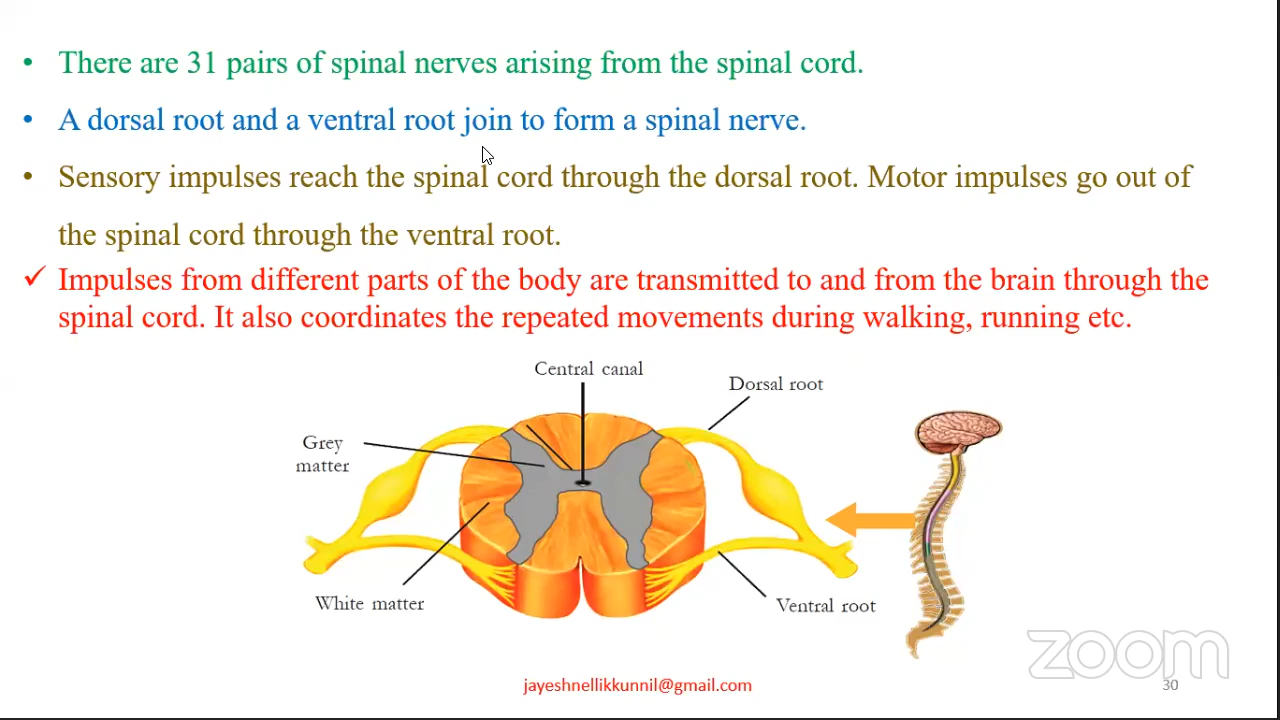 • There are 31 pairs of spinal nerves arising from the spinal cord.
• A dorsal root and a ventral root join to form a spinal nerve.
• Sensory impulses reach the spinal cord through the dorsal root. Motor impulses go out of
the spinal cord through the ventral root.
✓ Impulses from different parts of the body are transmitted to and from the brain through the
spinal cord. It also coordinates the repeated movements during walking, running etc.
Central canal
Dorsal root
Grey
matter
White matter
Ventral root
zoom
jayeshnellikkunnil@gmail.com
30